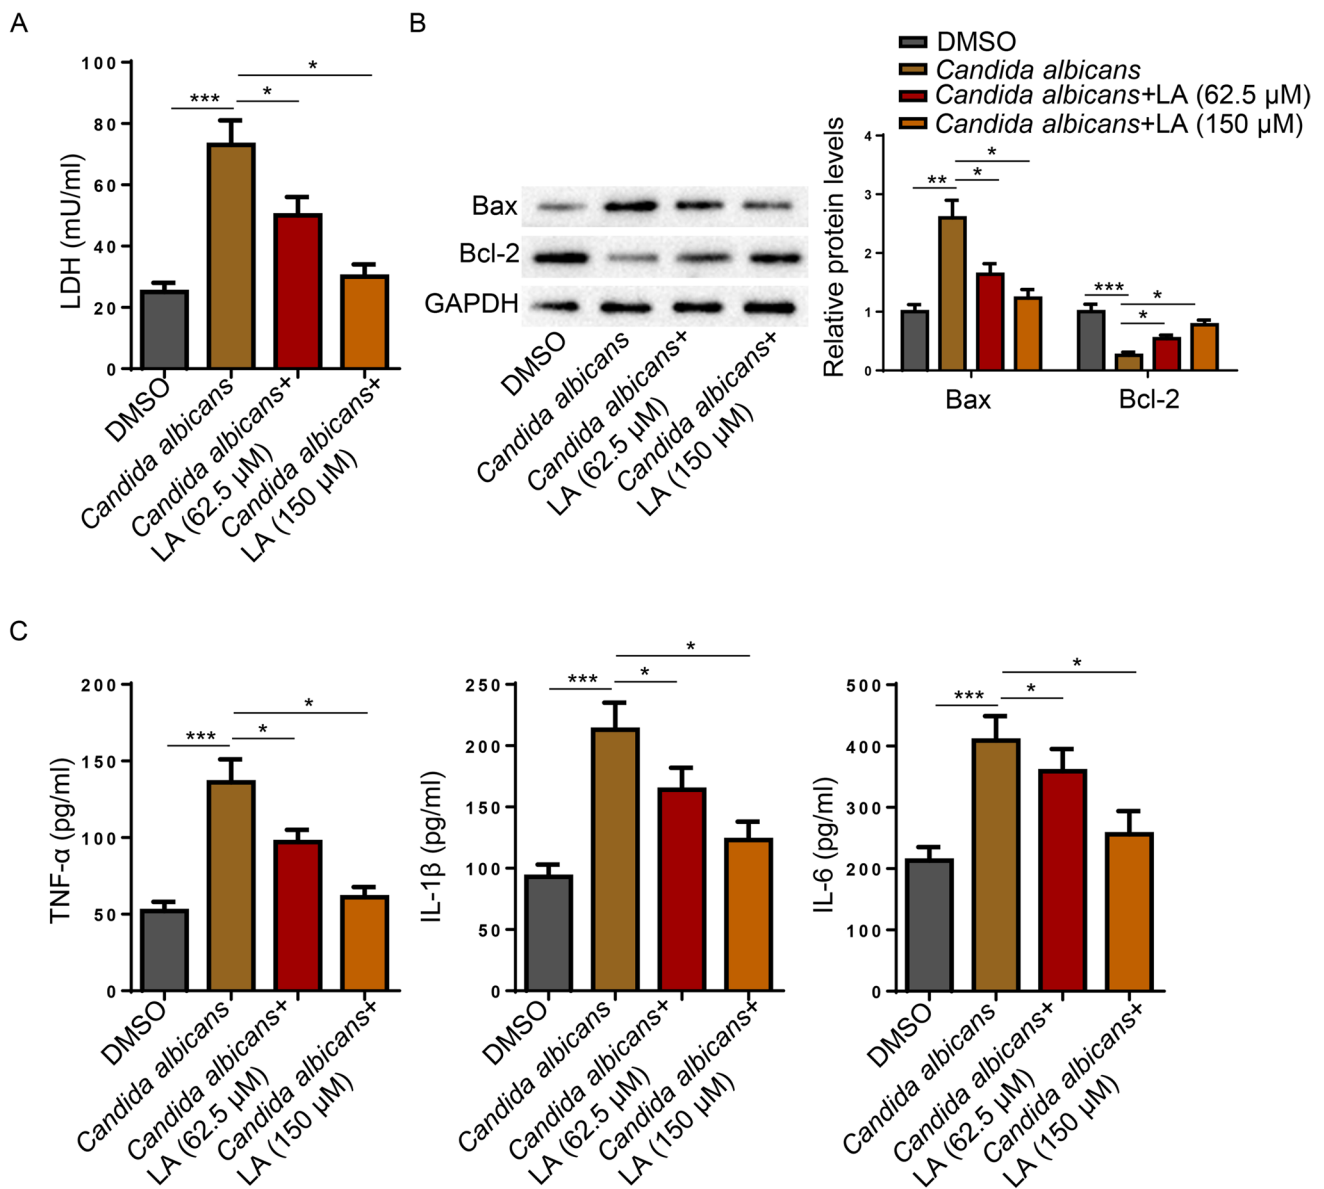 A
LDH (mU/ml)
100
80
60
40
20
0
***
*
*
DMSO
Candida albicans
Candida albicans+
LA (62.5 µM)
Candida albicans+
LA (150 µM)
B
Bax
Bcl-2
GAPDH
DMSO
Candida albicans
Candida albicans+
LA (62.5 µM)
Candida albicans+
LA (150 µM)
DMSO
Candida albicans
Candida albicans+LA (62.5 µM)
Candida albicans+LA (150 µM)
Relative protein levels
4
3
2
1
0
**
*
*
***
*
*
Bax
Bcl-2
C
TNF-α (pg/ml)
200
150
100
50
0
***
*
*
DMSO
Candida albicans
Candida albicans+
LA (62.5 µM)
Candida albicans+
LA (150 µM)
IL-1β (pg/ml)
250
200
150
100
50
0
***
*
*
DMSO
Candida albicans
Candida albicans+
LA (62.5 µM)
Candida albicans+
LA (150 µM)
IL-6 (pg/ml)
500
400
300
200
100
0
***
*
*
DMSO
Candida albicans
Candida albicans+
LA (62.5 µM)
Candida albicans+
LA (150 µM)